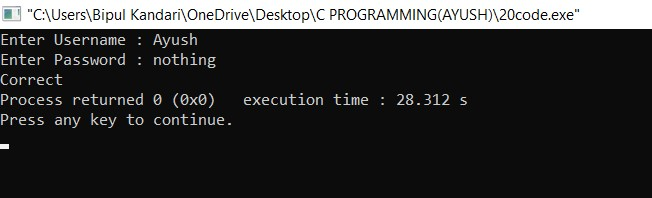 "C:\Users\Bipul Kandari\OneDrive\Desktop\C PROGRAMMING(AYUSH)\20code.exe"
Enter Username : Ayush
Enter Password : nothing
Correct
Process returned 0 (0x0)   execution time : 28.312 s
Press any key to continue.